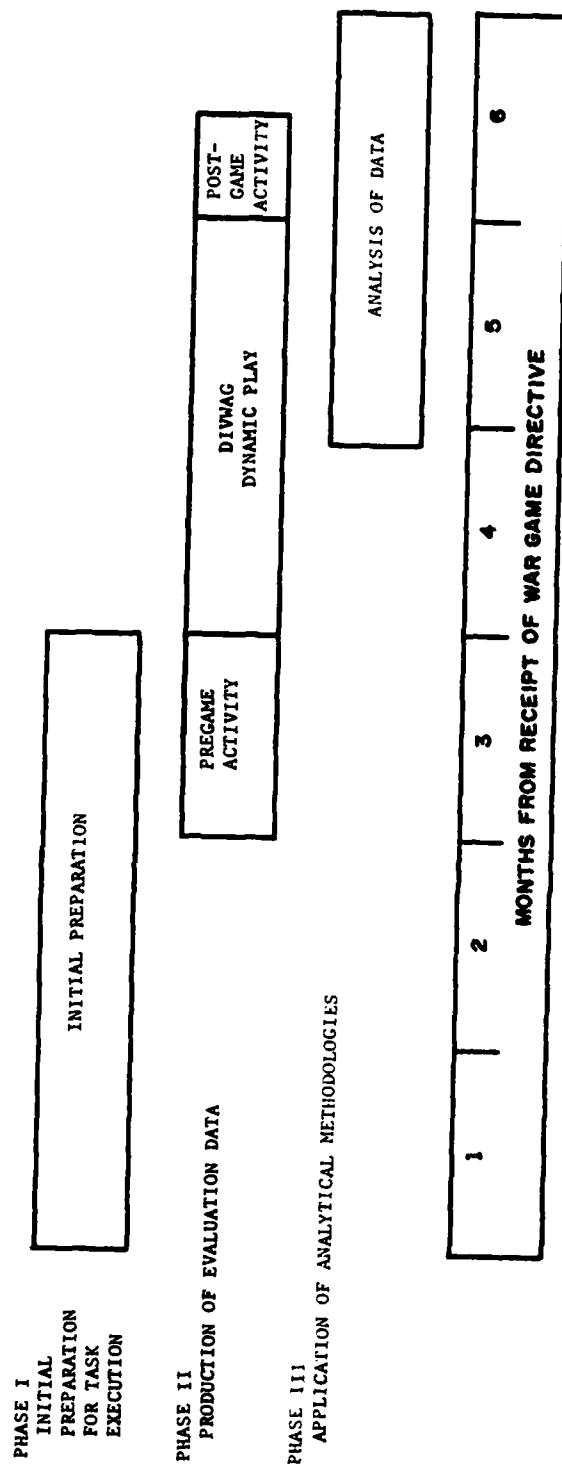 PHASE I
INITIAL
PREPARATION
FOR TASK
EXECUTION
INITIAL PREPARATION
PHASE II
PRODUCTION OF EVALUATION DATA
PREGAME
ACTIVITY
DIVWAG
DYNAMIC PLAY
POST-
GAME
ACTIVITY
PHASE III
APPLICATION OF ANALYTICAL METHODOLOGIES
ANALYSIS OF DATA
1 2 3 4 5 6
MONTHS FROM RECEIPT OF WAR GAME DIRECTIVE